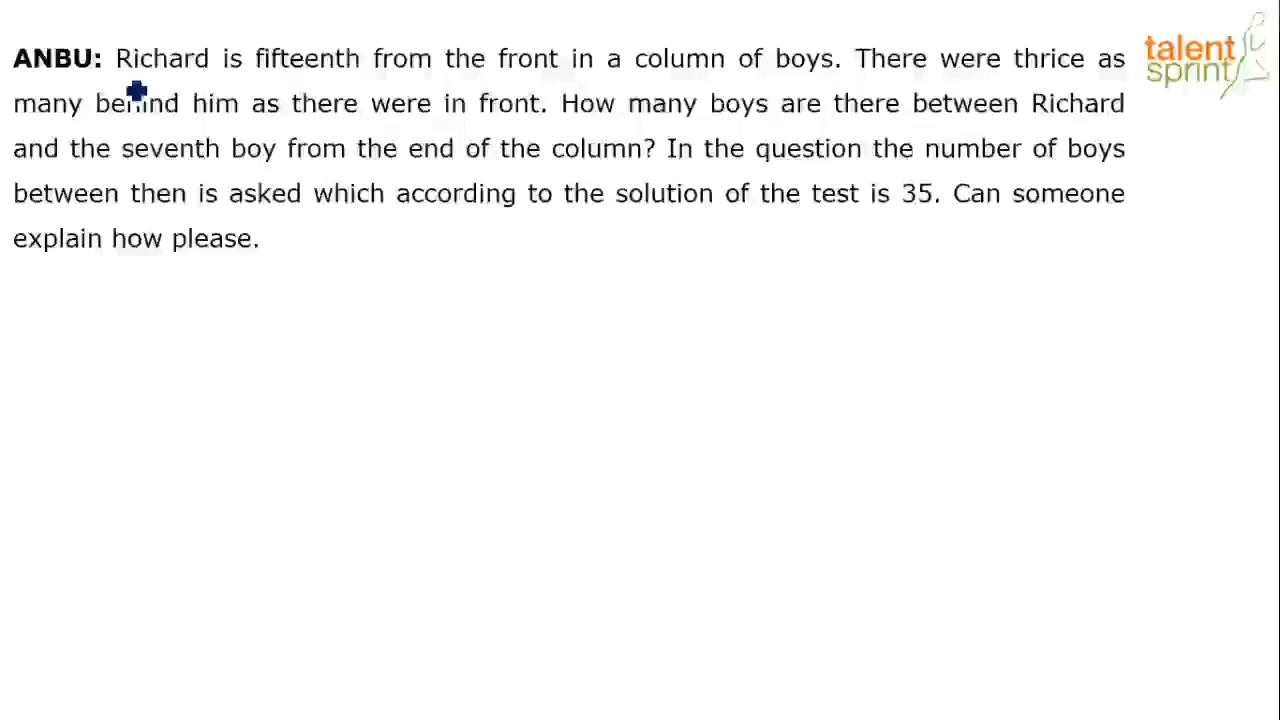 ANBU: Richard is fifteenth from the front in a column of boys. There were thrice as
many behind him as there were in front. How many boys are there between Richard
and the seventh boy from the end of the column? In the question the number of boys
between then is asked which according to the solution of the test is 35. Can someone
explain how please.
talent
sprint